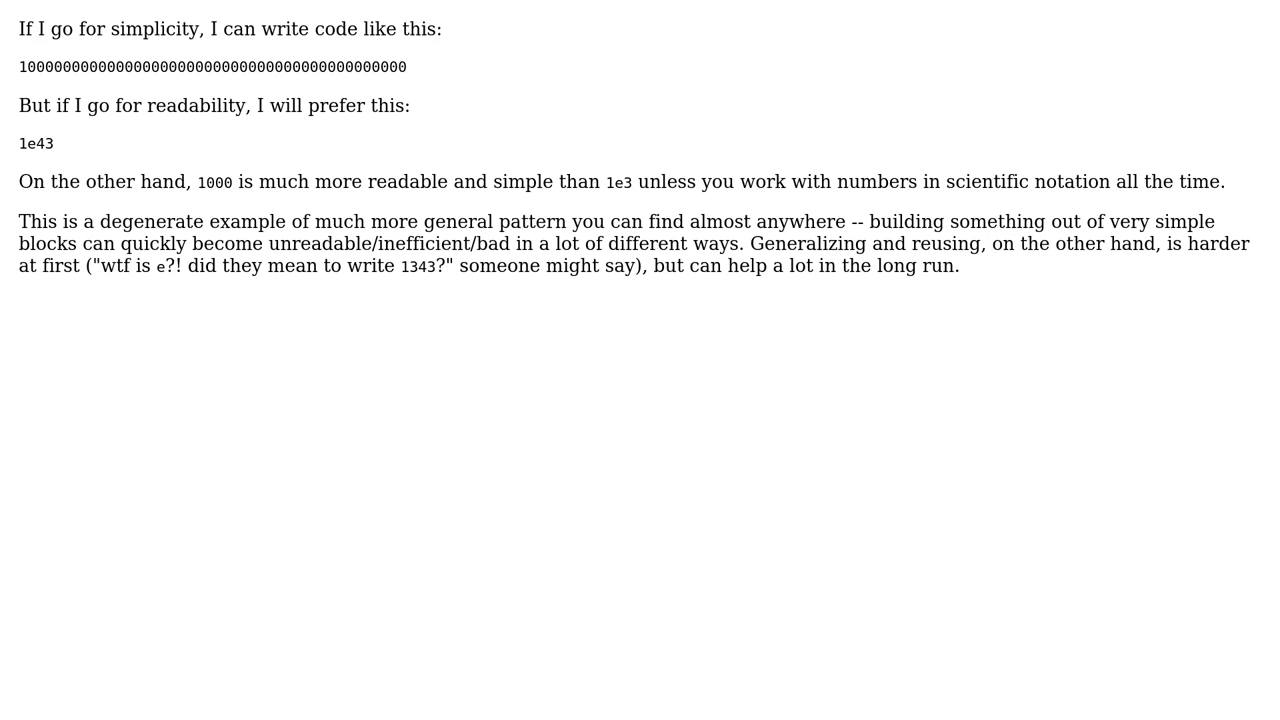 If I go for simplicity, I can write code like this:
10000000000000000000000000000000000000000000
But if I go for readability, I will prefer this:
1e43
On the other hand, 1000 is much more readable and simple than 1e3 unless you work with numbers in scientific notation all the time.
This is a degenerate example of much more general pattern you can find almost anywhere -- building something out of very simple
blocks can quickly become unreadable/inefficient/bad in a lot of different ways. Generalizing and reusing, on the other hand, is harder
at first ("wtf is e?! did they mean to write 1343?" someone might say), but can help a lot in the long run.